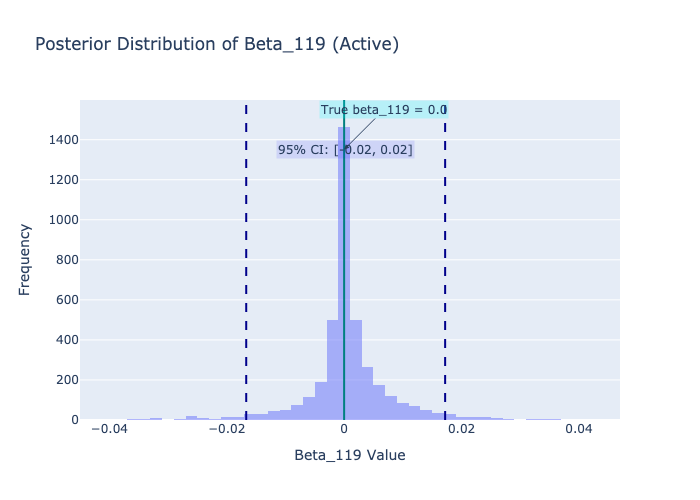 Posterior Distribution of Beta_119 (Active)
True beta_119 = 0.0
95% CI: [-0.02, 0.02]
1400
1200
1000
800
600
400
200
0
Frequency
−0.04
−0.02
0
0.02
0.04
Beta_119 Value